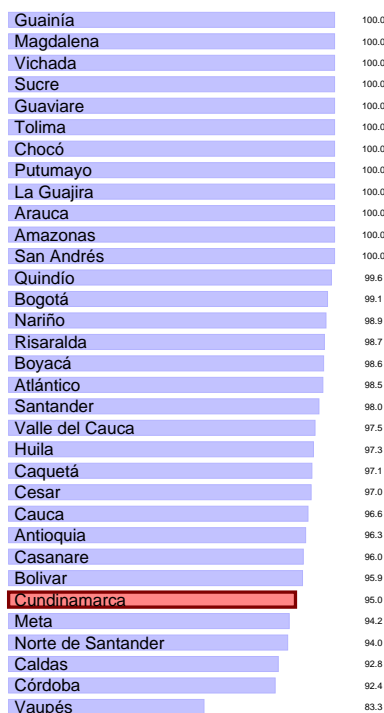 Guainía 100.0
Magdalena 100.0
Vichada 100.0
Sucre 100.0
Guaviare 100.0
Tolima 100.0
Chocó 100.0
Putumayo 100.0
La Guajira 100.0
Arauca 100.0
Amazonas 100.0
San Andrés 100.0
Quindío 99.6
Bogotá 99.1
Nariño 98.9
Risaralda 98.7
Boyacá 98.6
Atlántico 98.5
Santander 98.0
Valle del Cauca 97.5
Huila 97.3
Caquetá 97.1
Cesar 97.0
Cauca 96.6
Antioquia 96.3
Casanare 96.0
Bolivar 95.9
Cundinamarca 95.0
Meta 94.2
Norte de Santander 94.0
Caldas 92.8
Córdoba 92.4
Vaupés 83.3